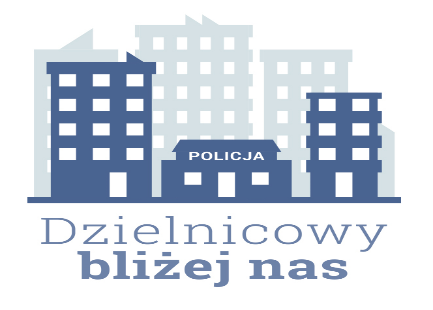 POLICJA
Dzielnicowy
bliżej nas